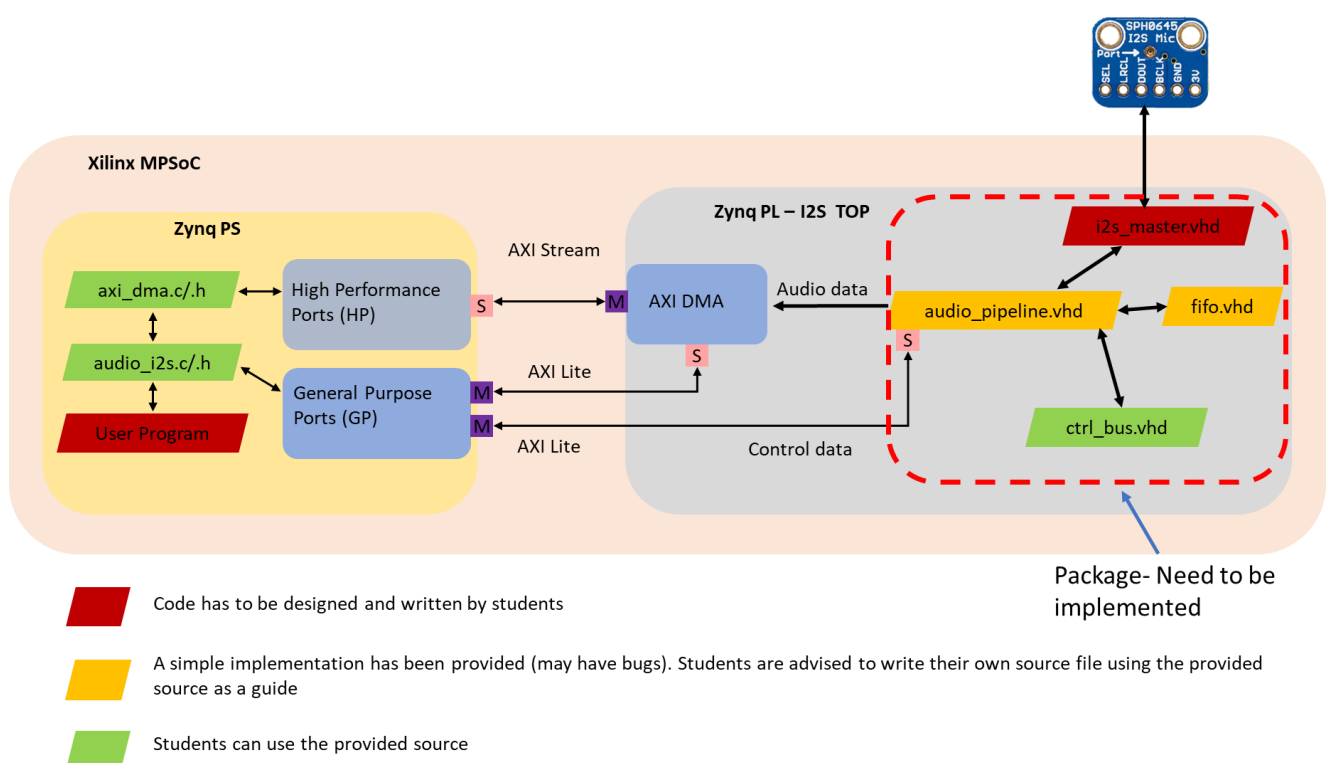 SPH0645
I2S Mic
Port
SEL
LRCL
DOUT
BCLK
GND
3V
Xilinx MPSoC
Zynq PS
Zynq PL – I2S TOP
i2s_master.vhd
AXI Stream
axi_dma.c/.h
High Performance
Ports (HP)
S
M
AXI DMA
Audio data
audio_pipeline.vhd
fifo.vhd
S
S
audio_i2s.c/.h
AXI Lite
General Purpose
Ports (GP)
M
M
User Program
AXI Lite
Control data
ctrl_bus.vhd
Package- Need to be
implemented
Code has to be designed and written by students
A simple implementation has been provided (may have bugs). Students are advised to write their own source file using the provided
source as a guide
Students can use the provided source